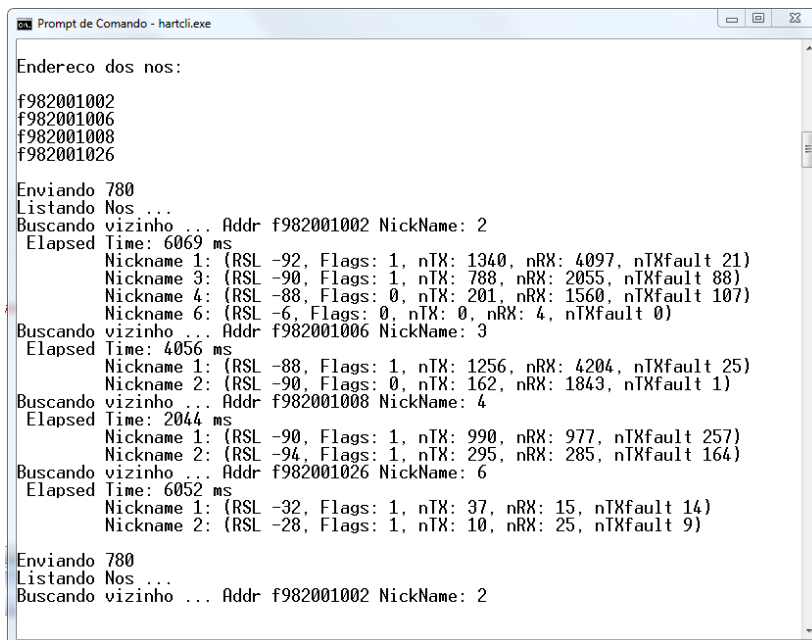 Prompt de Comando - hartcli.exe
Endereco dos nos:
f982001002
f982001006
f982001008
f982001026
Enviando 780
Listando Nos ...
Buscando vizinho ... Addr f982001002 NickName: 2
Elapsed Time: 6069 ms
Nickname 1: (RSL -92, Flags: 1, nTX: 1340, nRX: 4097, nTXfault 21)
Nickname 3: (RSL -90, Flags: 1, nTX: 788, nRX: 2055, nTXfault 88)
Nickname 4: (RSL -88, Flags: 0, nTX: 201, nRX: 1560, nTXfault 107)
Nickname 6: (RSL -6, Flags: 0, nTX: 0, nRX: 4, nTXfault 0)
Buscando vizinho ... Addr f982001006 NickName: 3
Elapsed Time: 4056 ms
Nickname 1: (RSL -88, Flags: 1, nTX: 1256, nRX: 4204, nTXfault 25)
Nickname 2: (RSL -90, Flags: 0, nTX: 162, nRX: 1843, nTXfault 1)
Buscando vizinho ... Addr f982001008 NickName: 4
Elapsed Time: 2044 ms
Nickname 1: (RSL -90, Flags: 1, nTX: 990, nRX: 977, nTXfault 257)
Nickname 2: (RSL -94, Flags: 1, nTX: 295, nRX: 285, nTXfault 164)
Buscando vizinho ... Addr f982001026 NickName: 6
Elapsed Time: 6052 ms
Nickname 1: (RSL -32, Flags: 1, nTX: 37, nRX: 15, nTXfault 14)
Nickname 2: (RSL -28, Flags: 1, nTX: 10, nRX: 25, nTXfault 9)
Enviando 780
Listando Nos ...
Buscando vizinho ... Addr f982001002 NickName: 2